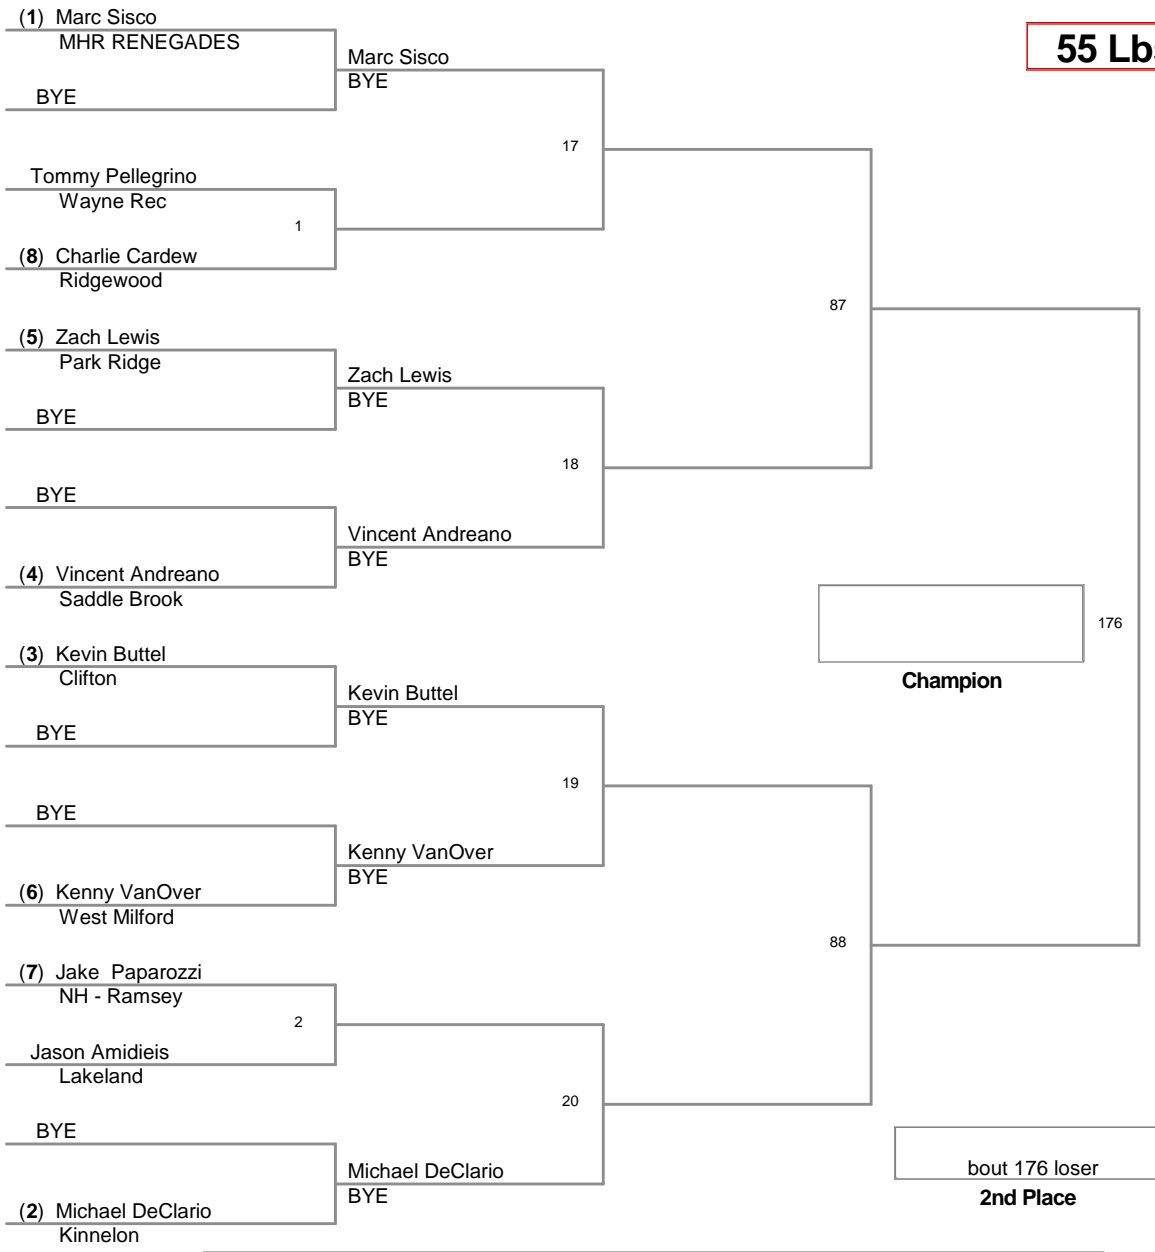 (1) Marc Sisco
MHR RENEGADES
BYE
Tommy Pellegrino
Wayne Rec
1
(8) Charlie Cardew
Ridgewood
(5) Zach Lewis
Park Ridge
BYE
BYE
(4) Vincent Andreano
Saddle Brook
(3) Kevin Buttel
Clifton
BYE
BYE
(6) Kenny VanOver
West Milford
(7) Jake Paparozzi
NH - Ramsey
2
Jason Amidieis
Lakeland
BYE
(2) Michael DeClario
Kinnelon
Marc Sisco
BYE
17
Zach Lewis
BYE
18
Vincent Andreano
BYE
Kevin Buttel
BYE
19
Kenny VanOver
BYE
20
Michael DeClario
BYE
87
88
55 Lb
176
Champion
bout 176 loser
2nd Place